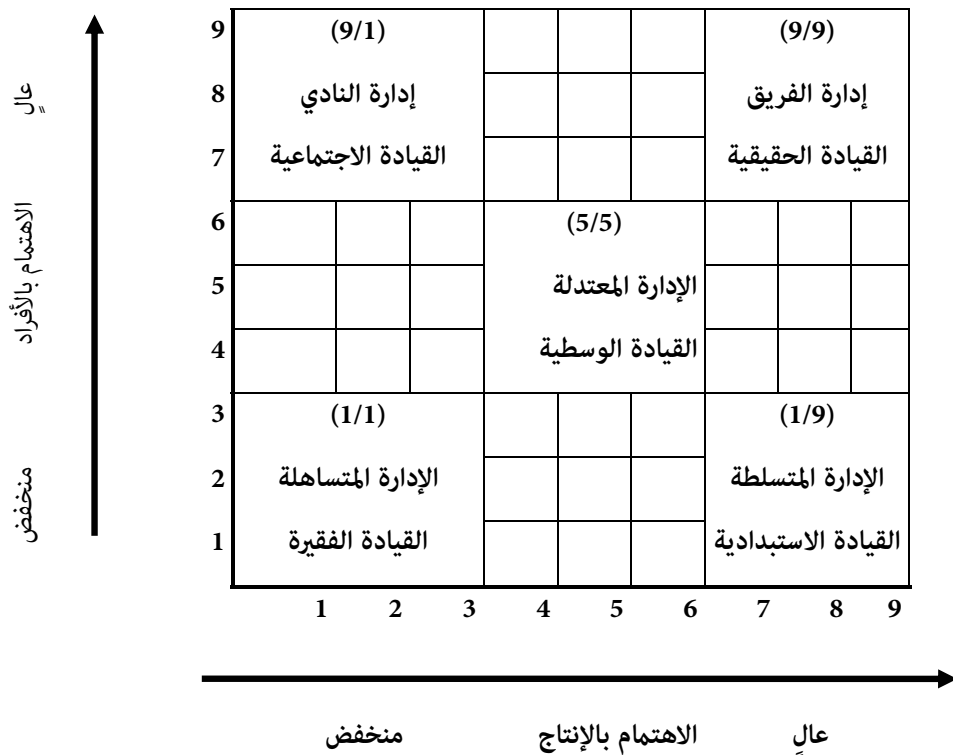 عالٍ
الاهتمام بالأفراد
منخفض
9
8
7
6
5
4
3
2
1
(9/1)
إدارة النادي
القيادة الاجتماعية
(9/9)
إدارة الفريق
القيادة الحقيقية
(5/5)
الإدارة المعتدلة
القيادة الوسطية
(1/1)
الإدارة المتساهلة
القيادة الفقيرة
(1/9)
الإدارة المتسلطة
القيادة الاستبدادية
1 2 3 4 5 6 7 8 9
منخفض
الاهتمام بالإنتاج
عالٍ